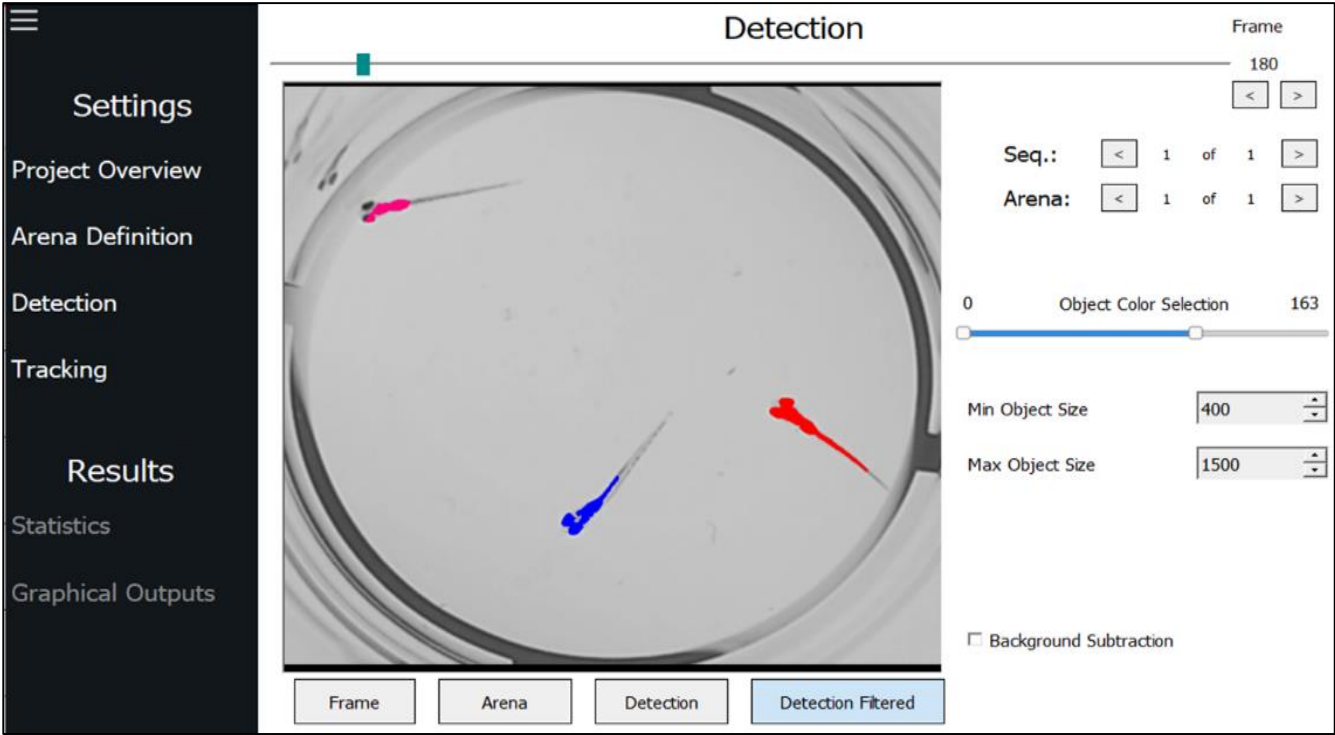 Detection
Frame
180
< >
Settings
Project Overview
Arena Definition
Detection
Tracking
Results
Statistics
Graphical Outputs
Seq.: < 1 of 1 >
Arena: < 1 of 1 >
0 Object Color Selection 163
Min Object Size 400
Max Object Size 1500
Background Subtraction
Frame Arena Detection Detection Filtered